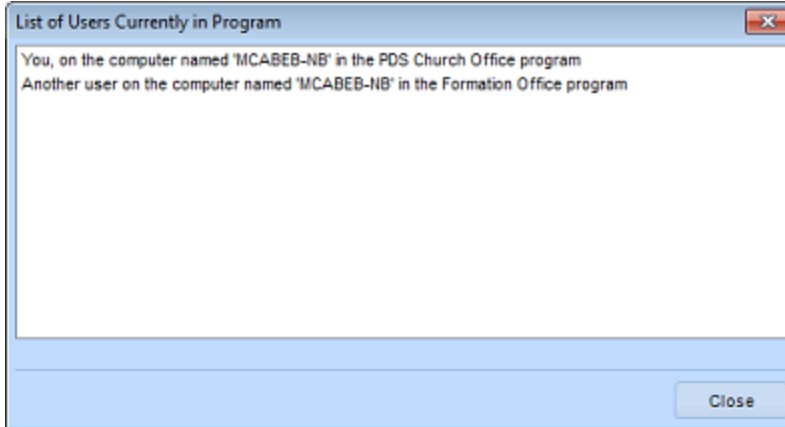 List of Users Currently in Program
You, on the computer named 'MCABEB-NB' in the PDS Church Office program
Another user on the computer named 'MCABEB-NB' in the Formation Office program
Close